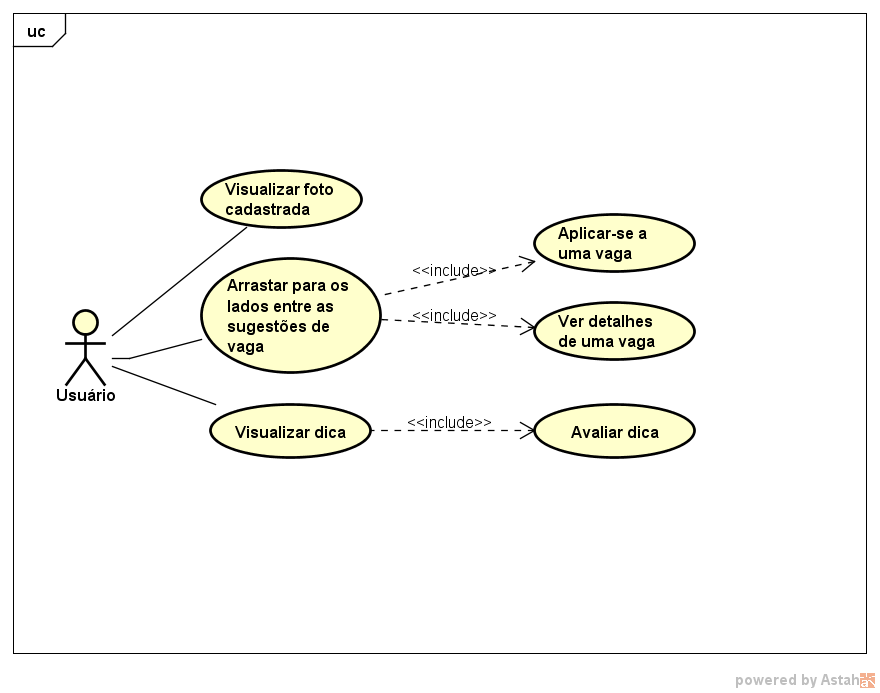 uc
Visualizar foto
cadastrada
Arrastar para os
lados entre as
sugestões de
vaga
<<include>>
Aplicar-se a
uma vaga
<<include>>
Ver detalhes
de uma vaga
Usuário
Visualizar dica
<<include>>
Avaliar dica
powered by Astah